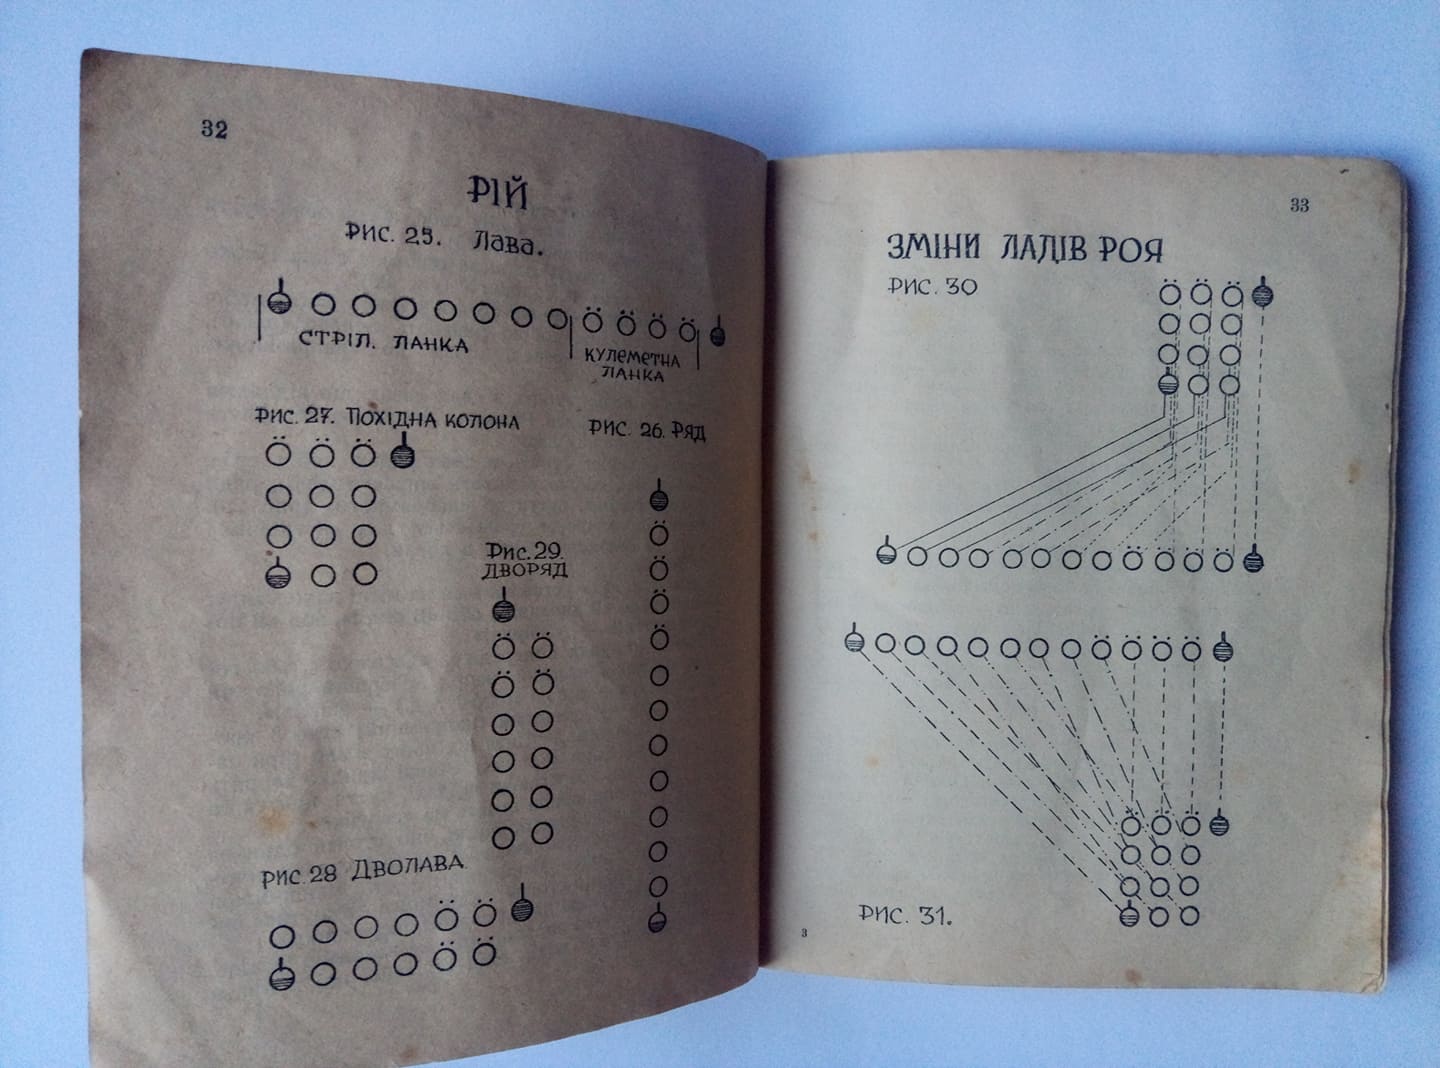 32
РІЙ
РИС. 25. Лава.
СТРІЛ. ЛАНКА
КУЛЕМЕТНА
ЛАНКА
РИС. 27. ПОХІДНА КОЛОНА
РИС. 26. РЯД
Рис. 29.
ДВОРЯД
РИС. 28 ДВОЛАВА
33
ЗМІНИ ЛАДІВ РОЯ
РИС. 30
РИС. 31.
3